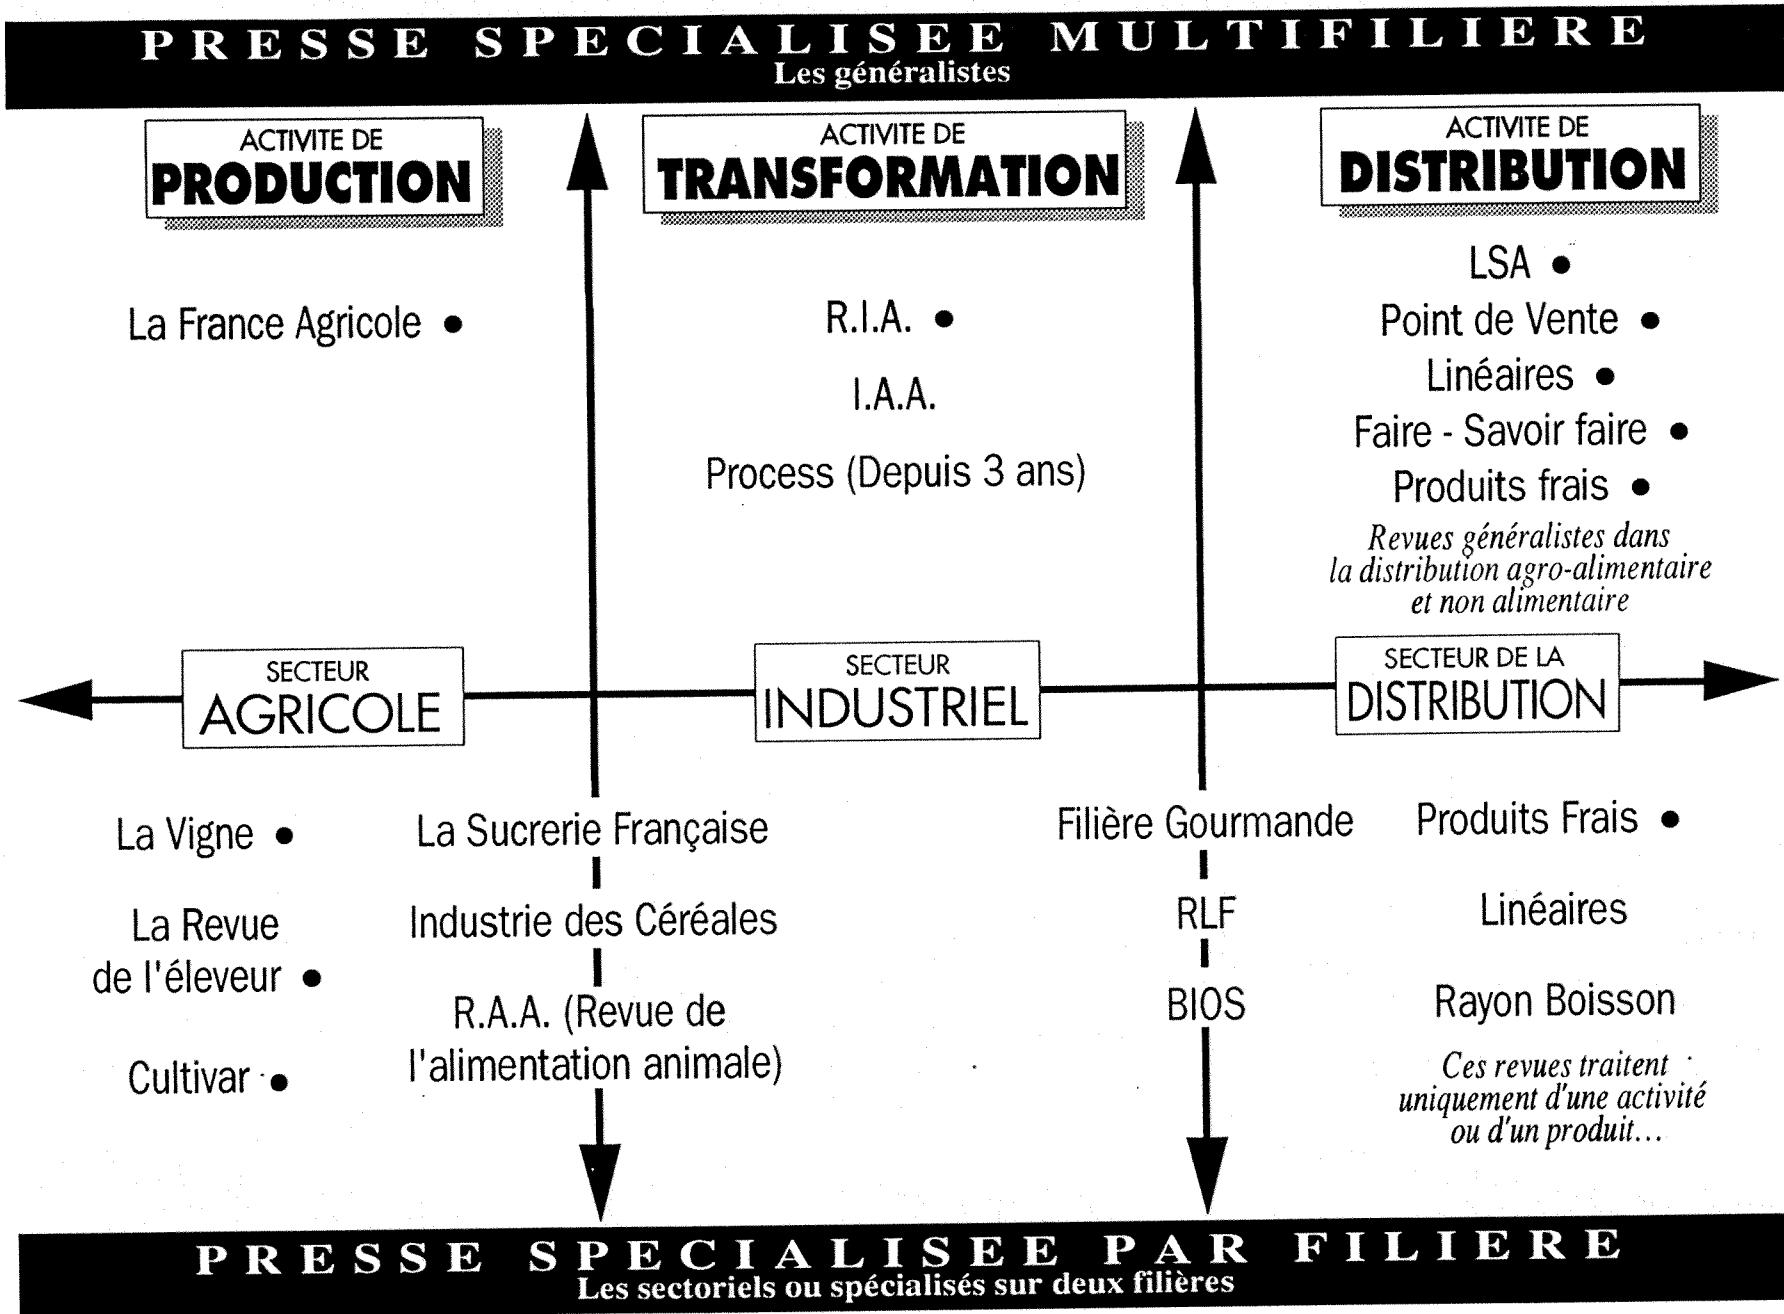 PRESSE SPECIALISEE MULTIFILIERE
Les généralistes
ACTIVITE DE
PRODUCTION
La France Agricole ●
ACTIVITE DE
TRANSFORMATION
R.I.A. ●
I.A.A.
Process (Depuis 3 ans)
ACTIVITE DE
DISTRIBUTION
LSA ●
Point de Vente ●
Linéaires ●
Faire - Savoir faire ●
Produits frais ●
Revues généralistes dans
la distribution agro-alimentaire
et non alimentaire
SECTEUR
AGRICOLE
SECTEUR
INDUSTRIEL
SECTEUR DE LA
DISTRIBUTION
La Vigne ●
La Revue
de l'éleveur ●
Cultivar ●
La Sucrerie Française
Industrie des Céréales
R.A.A. (Revue de
l'alimentation animale)
Filière Gourmande
RLF
BIOS
Produits Frais ●
Linéaires
Rayon Boisson
Ces revues traitent
uniquement d'une activité
ou d'un produit...
PRESSE SPECIALISEE PAR FILIERE
Les sectoriels ou spécialisés sur deux filières